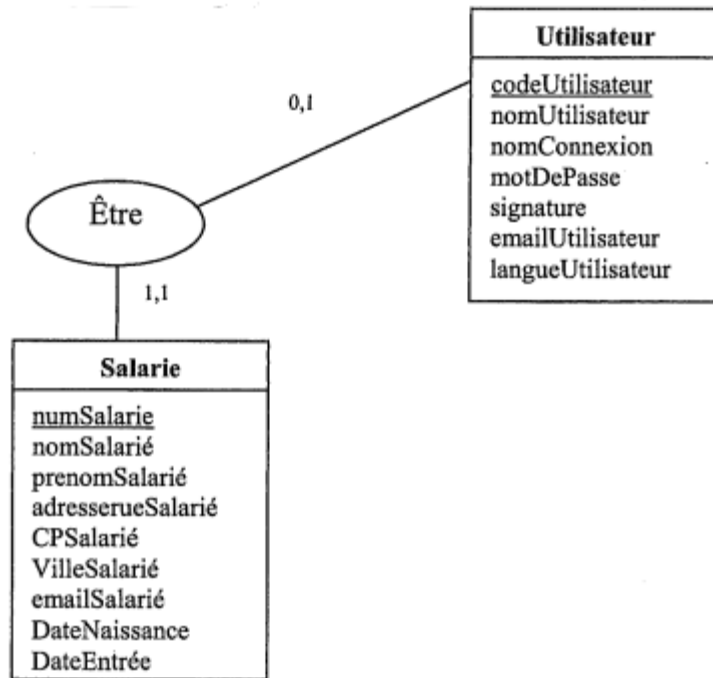 Utilisateur
codeUtilisateur
nomUtilisateur
nomConnexion
motDePasse
signature
emailUtilisateur
langueUtilisateur
0,1
Être
1,1
Salarie
numSalarie
nomSalarié
prenomSalarié
adresserueSalarié
CPSalarié
VilleSalarié
emailSalarié
DateNaissance
DateEntrée